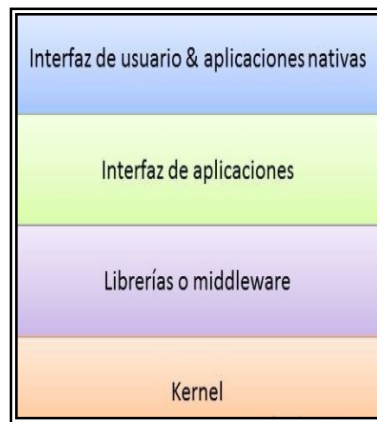 Interfaz de usuario & aplicaciones nativas
Interfaz de aplicaciones
Librerías o middleware
Kernel